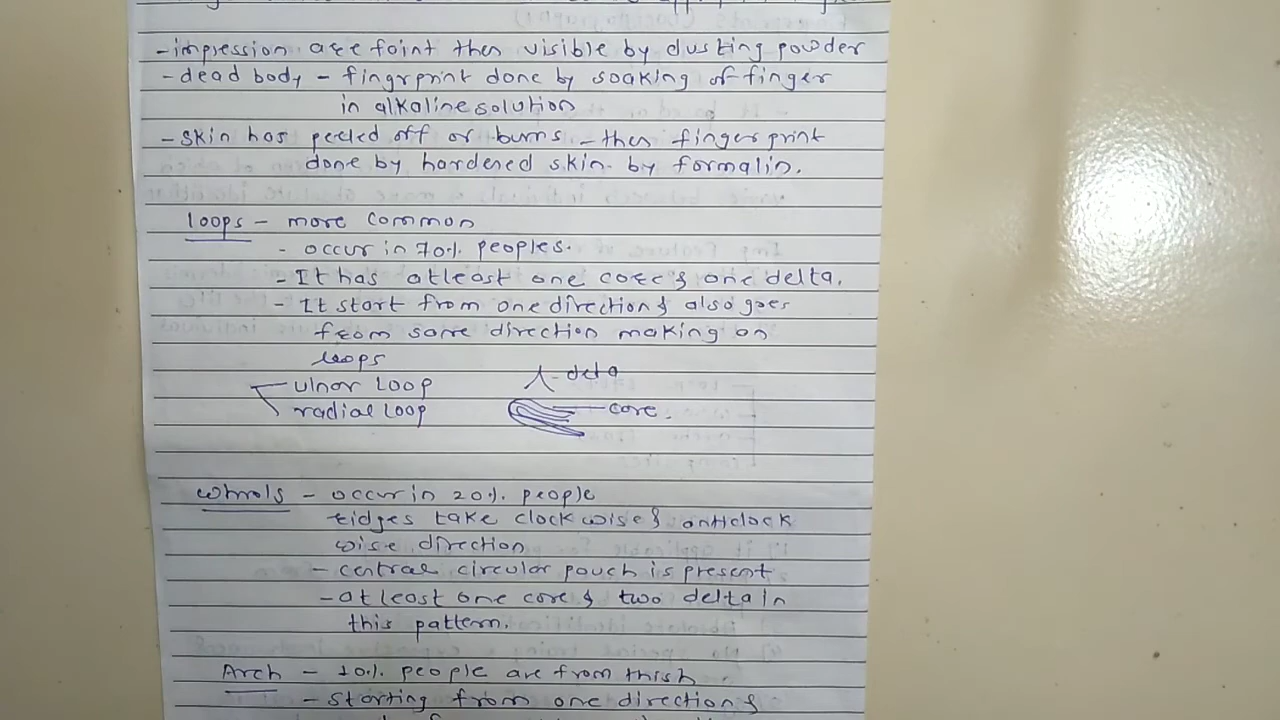 - impression are faint then visible by dusting powder
- dead body - fingrprint done by soaking of finger
in alkaline solution
- skin has peeled off or burns - then fingerprint
done by hardered skin by formalin.
loops - more common
- occur in 70% peoples.
- It has atleast one core & one delta.
- It start from one direction & also goes
from same direction making an
loops
ulnar loop
radial loop
delta
core.
whrols - occur in 20% people
ridges take clockwise & anticlock
wise direction
- central circular pouch is present
- atleast one core & two delta in
this pattern.
Arch - 10% people are from thish
- starting from one direction &